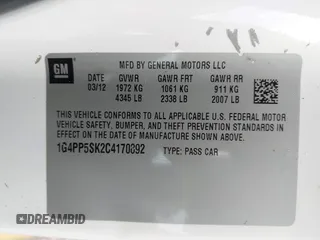 GM
MFD BY GENERAL MOTORS LLC
DATE GVWR GAWR FRT GAWR RR
03/12 1972 KG 1061 KG 911 KG
4345 LB 2338 LB 2007 LB
THIS VEHICLE CONFORMS TO ALL APPLICABLE U.S. FEDERAL MOTOR
VEHICLE SAFETY, BUMPER, AND THEFT PREVENTION STANDARDS IN
EFFECT ON THE DATE OF MANUFACTURE SHOWN ABOVE.
1G4PP5SK2C4170892 TYPE: PASS CAR
DREAMBID